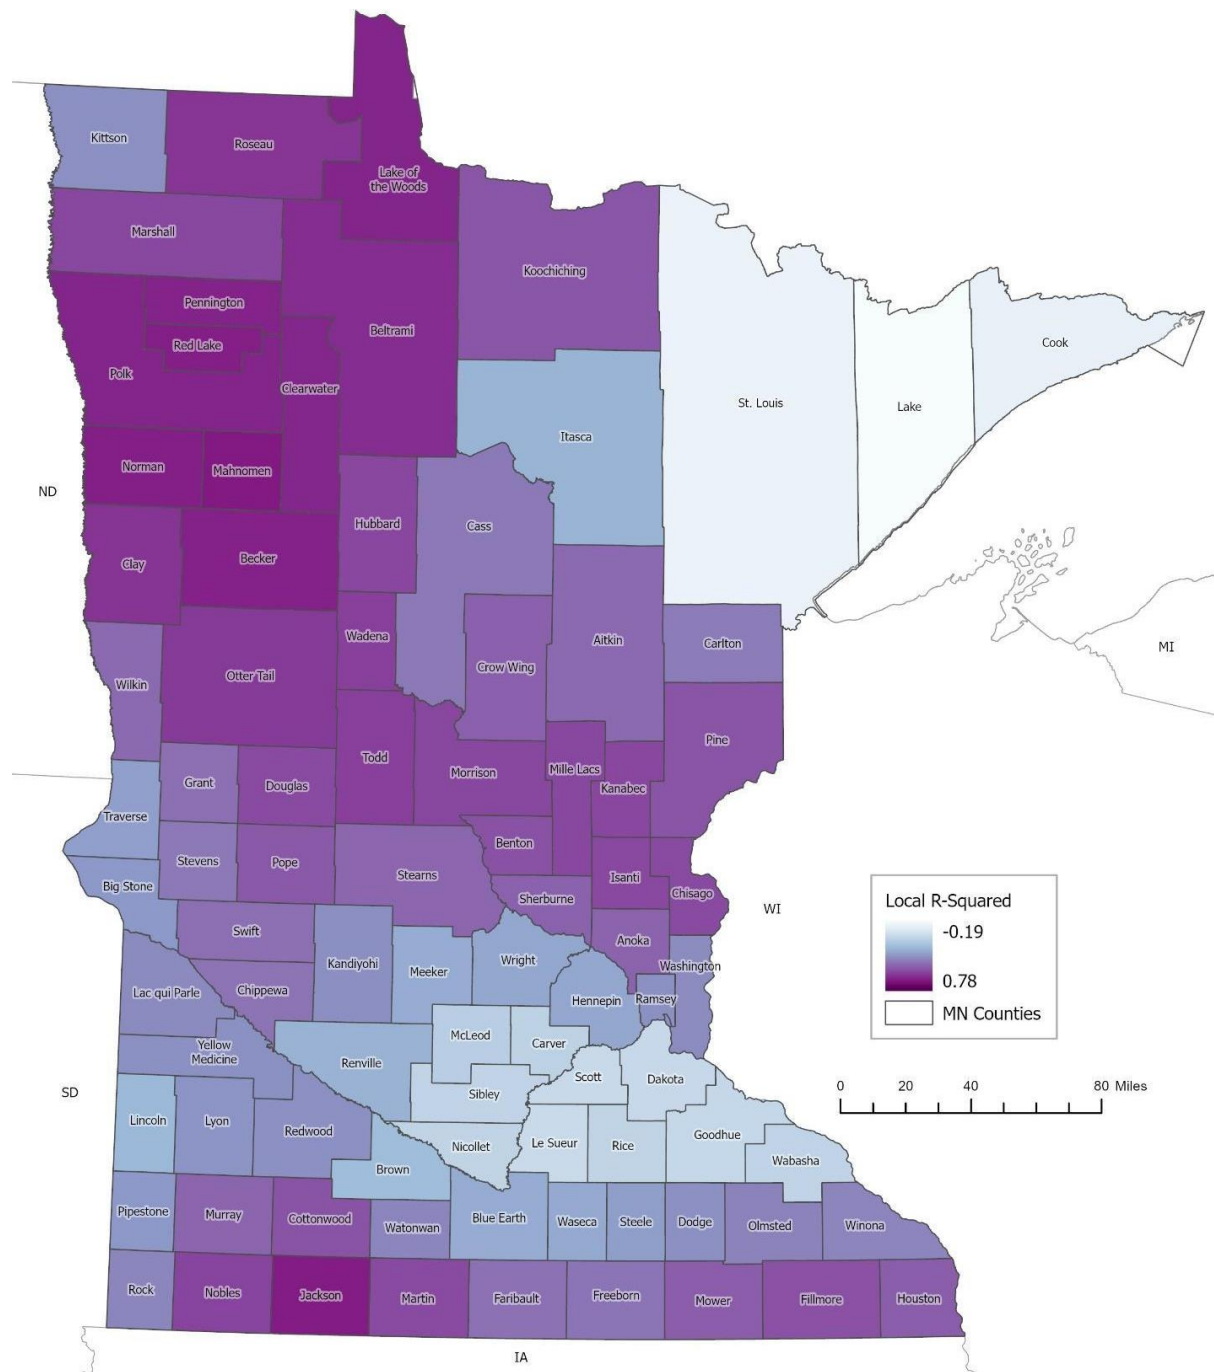 Kittson
Roseau
Lake of
the Woods
Marshall
Koochiching
Pennington
Beltrami
Red Lake
Cook
Polk
Clearwater
St. Louis
Lake
Itasca
Norman
Mahnomen
ND
Hubbard
Cass
Becker
Clay
Wadena
Aitkin
Carlton
MI
Crow Wing
Otter Tail
Wilkin
Pine
Todd
Mille Lacs
Morrison
Grant
Douglas
Kanabec
Traverse
Benton
Stevens
Pope
Stearns
Isanti
Big Stone
Chisago
Sherburne
WI
Local R-Squared
-0.19
0.78
MN Counties
Swift
Anoka
Kandiyohi
Wright
Washington
Meeker
Lac qui Parle
Chippewa
Hennepin
Ramsey
McLeod
Carver
Yellow
Medicine
Renville
Scott
Dakota
0 20 40 80 Miles
SD
Sibley
Lincoln
Lyon
Redwood
Nicollet
Le Sueur
Rice
Goodhue
Wabasha
Brown
Pipestone
Murray
Cottonwood
Watonwan
Blue Earth
Waseca
Steele
Dodge
Olmsted
Winona
Rock
Nobles
Jackson
Martin
Faribault
Freeborn
Mower
Fillmore
Houston
IA